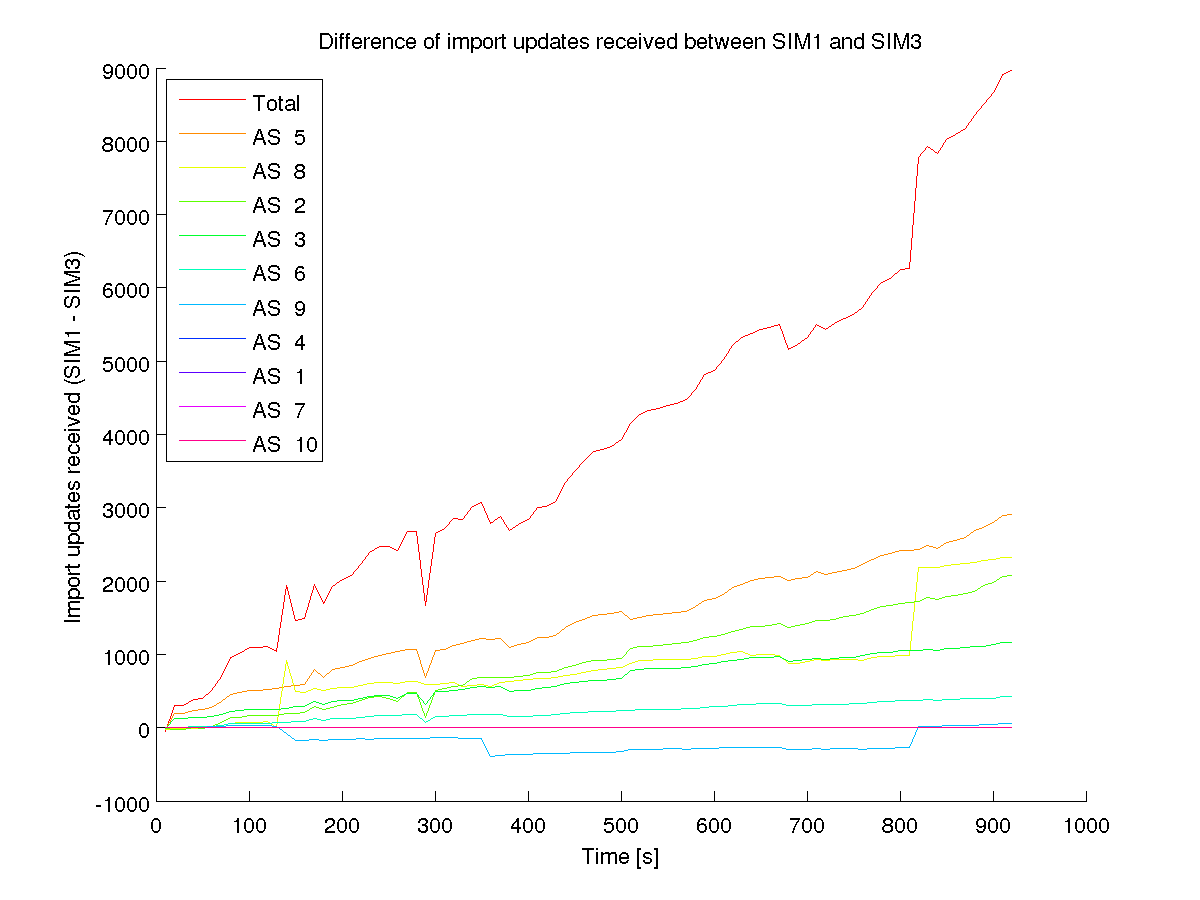 Difference of import updates received between SIM1 and SIM3
Import updates received (SIM1 - SIM3)
9000
8000
7000
6000
5000
4000
3000
2000
1000
0
-1000
Total
AS 5
AS 8
AS 2
AS 3
AS 6
AS 9
AS 4
AS 1
AS 7
AS 10
0 100 200 300 400 500 600 700 800 900 1000
Time [s]